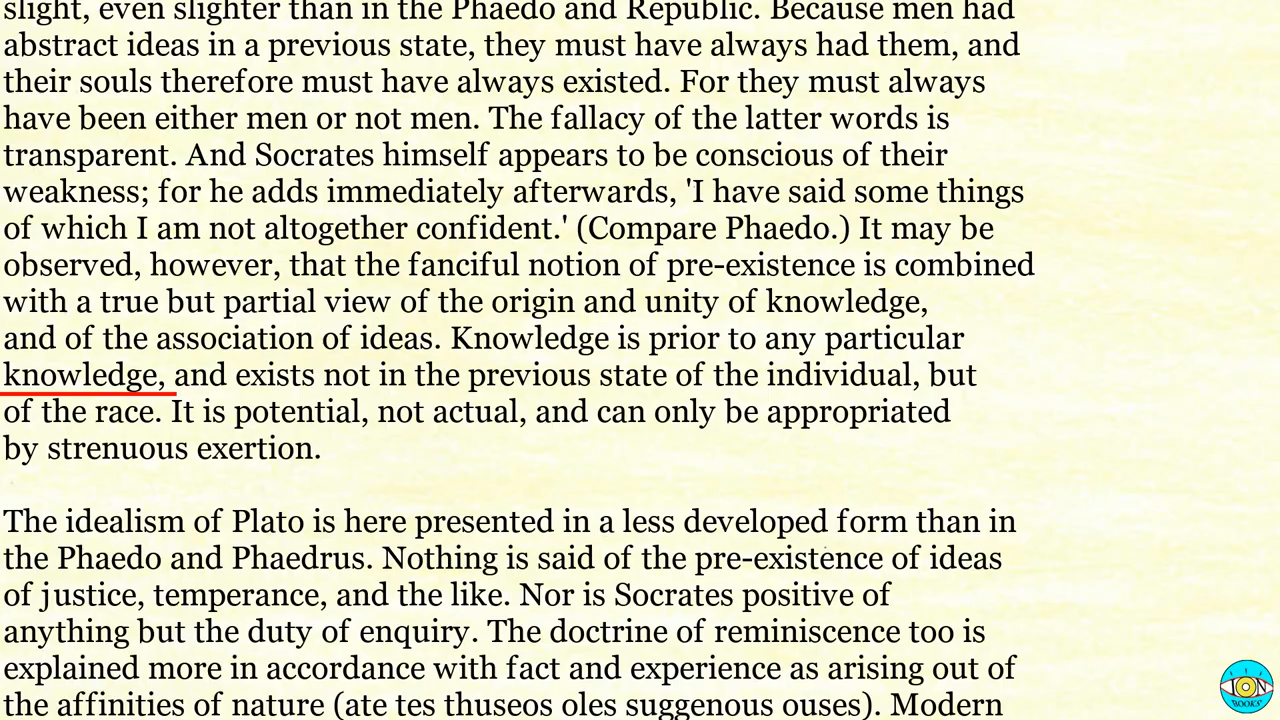 slight, even slighter than in the Phaedo and Republic. Because men had
abstract ideas in a previous state, they must have always had them, and
their souls therefore must have always existed. For they must always
have been either men or not men. The fallacy of the latter words is
transparent. And Socrates himself appears to be conscious of their
weakness; for he adds immediately afterwards, 'I have said some things
of which I am not altogether confident.' (Compare Phaedo.) It may be
observed, however, that the fanciful notion of pre-existence is combined
with a true but partial view of the origin and unity of knowledge,
and of the association of ideas. Knowledge is prior to any particular
knowledge, and exists not in the previous state of the individual, but
of the race. It is potential, not actual, and can only be appropriated
by strenuous exertion.
The idealism of Plato is here presented in a less developed form than in
the Phaedo and Phaedrus. Nothing is said of the pre-existence of ideas
of justice, temperance, and the like. Nor is Socrates positive of
anything but the duty of enquiry. The doctrine of reminiscence too is
explained more in accordance with fact and experience as arising out of
the affinities of nature (ate tes thuseos oles suggenous ouses). Modern
ION
BOOKS